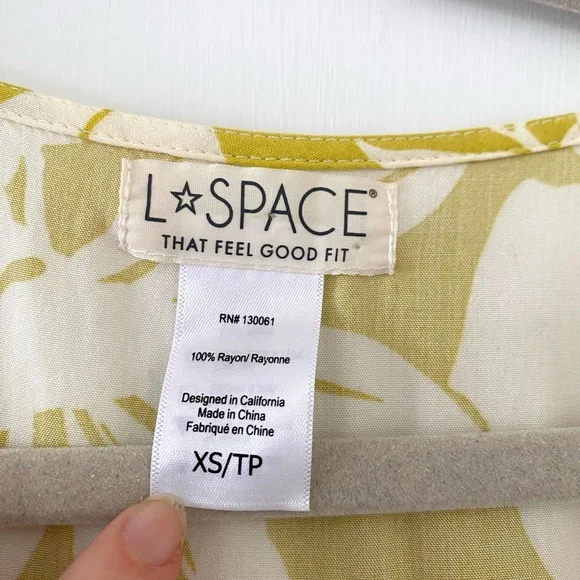 L☆SPACE®
THAT FEEL GOOD FIT
RN# 130061
100% Rayon/ Rayonne
Designed in California
Made in China
Fabriqué en Chine
XS/TP